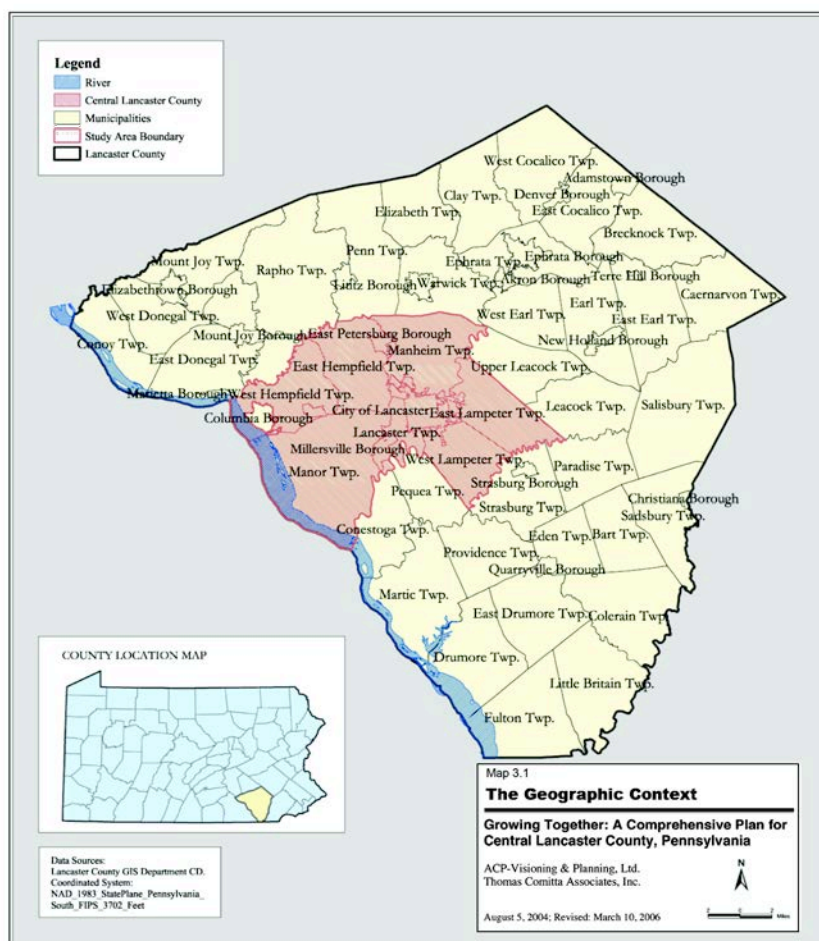 Legend
River
Central Lancaster County
Municipalities
Study Area Boundary
Lancaster County
West Cocalico Twp.
Adamstown Borough
Clay Twp.
Denver Borough
Elizabeth Twp.
East Cocalico Twp.
Brecknock Twp.
Penn Twp.
Mount Joy Twp.
Rapho Twp.
Ephrata Twp.
Ephrata Borough
Elizabethtown Borough
Lititz Borough
Warwick Twp.
Akron Borough
Terre Hill Borough
Caernarvon Twp.
West Donegal Twp.
Earl Twp.
West Earl Twp.
East Earl Twp.
Conoy Twp.
Mount Joy Borough
East Petersburg Borough
New Holland Borough
Manheim Twp.
East Donegal Twp.
East Hempfield Twp.
Upper Leacock Twp.
Marietta Borough
West Hempfield Twp.
Leacock Twp.
Salisbury Twp.
Columbia Borough
City of Lancaster
East Lampeter Twp.
Lancaster Twp.
Millersville Borough
West Lampeter Twp.
Paradise Twp.
Manor Twp.
Strasburg Borough
Pequea Twp.
Christiana Borough
Strasburg Twp.
Sadsbury Twp.
Conestoga Twp.
Eden Twp.
Bart Twp.
Providence Twp.
Quarryville Borough
Martic Twp.
East Drumore Twp.
Colerain Twp.
Drumore Twp.
Little Britain Twp.
Fulton Twp.
COUNTY LOCATION MAP
Data Sources:
Lancaster County GIS Department CD.
Coordinated System:
NAD_1983_StatePlane_Pennsylvania_
South_FIPS_3702_Feet
Map 3.1
The Geographic Context
Growing Together: A Comprehensive Plan for
Central Lancaster County, Pennsylvania
ACP-Visioning & Planning, Ltd.
Thomas Comitta Associates, Inc.
N
August 5, 2004; Revised: March 10, 2006
2 0 2
Miles